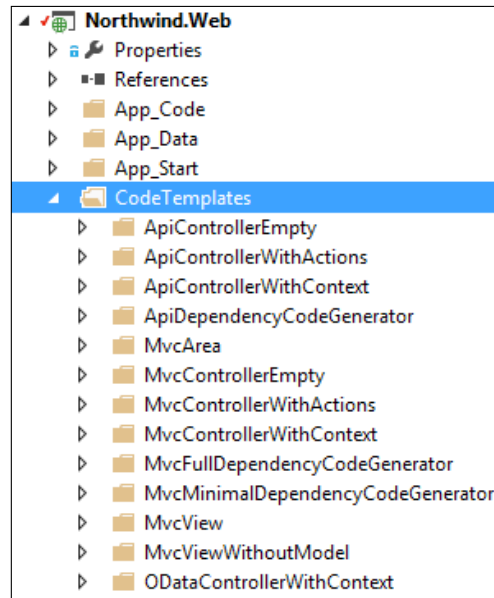 Northwind.Web
Properties
References
App_Code
App_Data
App_Start
CodeTemplates
ApiControllerEmpty
ApiControllerWithActions
ApiControllerWithContext
ApiDependencyCodeGenerator
MvcArea
MvcControllerEmpty
MvcControllerWithActions
MvcControllerWithContext
MvcFullDependencyCodeGenerator
MvcMinimalDependencyCodeGenerator
MvcView
MvcViewWithoutModel
ODataControllerWithContext